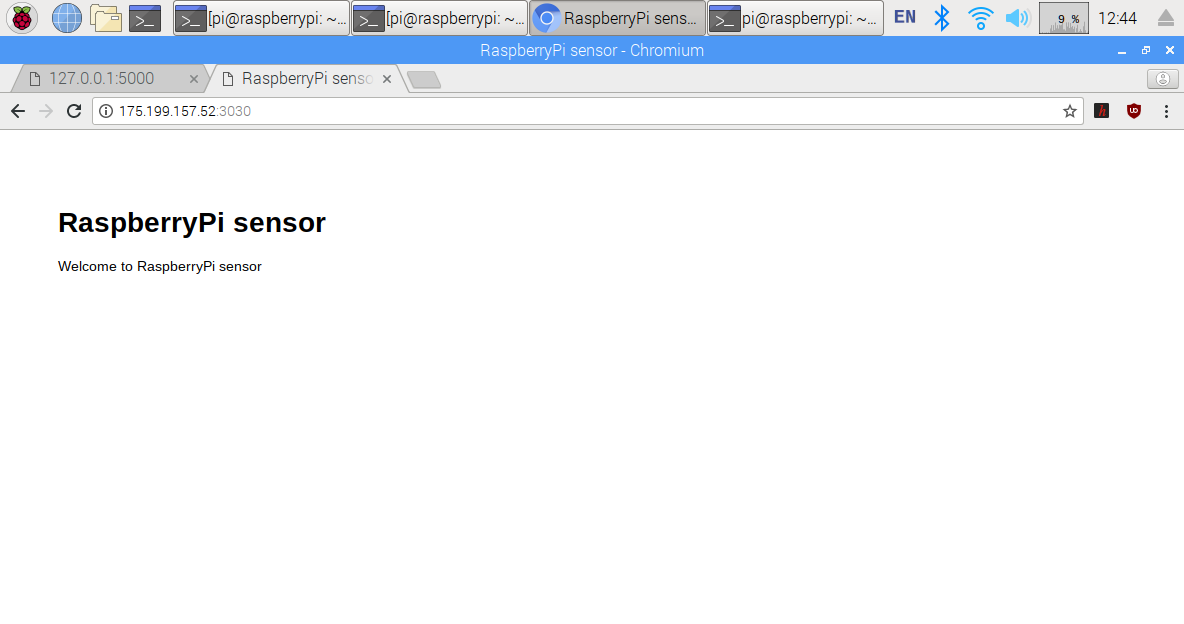 [pi@raspberrypi: ~... [pi@raspberrypi: ~... RaspberryPi sens... pi@raspberrypi: ~... EN 9 % 12:44
RaspberryPi sensor - Chromium
127.0.0.1:5000 RaspberryPi senso
175.199.157.52:3030
RaspberryPi sensor
Welcome to RaspberryPi sensor